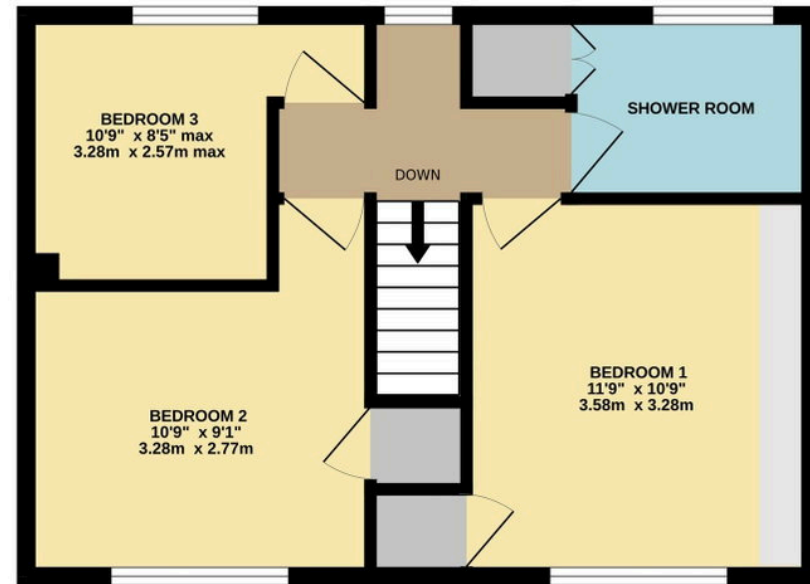 BEDROOM 3
10'9" x 8'5" max
3.28m x 2.57m max
SHOWER ROOM
DOWN
BEDROOM 1
11'9" x 10'9"
3.58m x 3.28m
BEDROOM 2
10'9" x 9'1"
3.28m x 2.77m